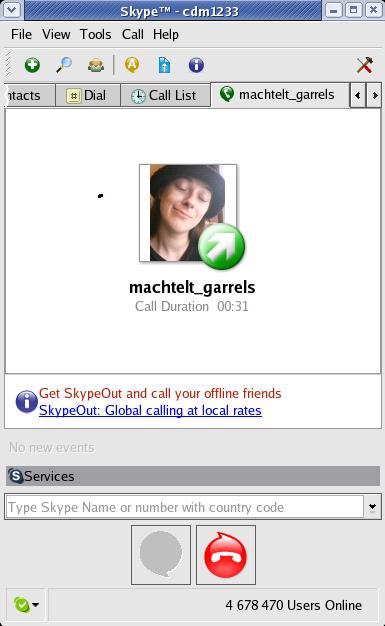 Skype™ - cdm1233
File View Tools Call Help
ntacts Dial Call List machtelt_garrels
machtelt_garrels
Call Duration 00:31
Get SkypeOut and call your offline friends
SkypeOut: Global calling at local rates
No new events
Services
Type Skype Name or number with country code
4 678 470 Users Online